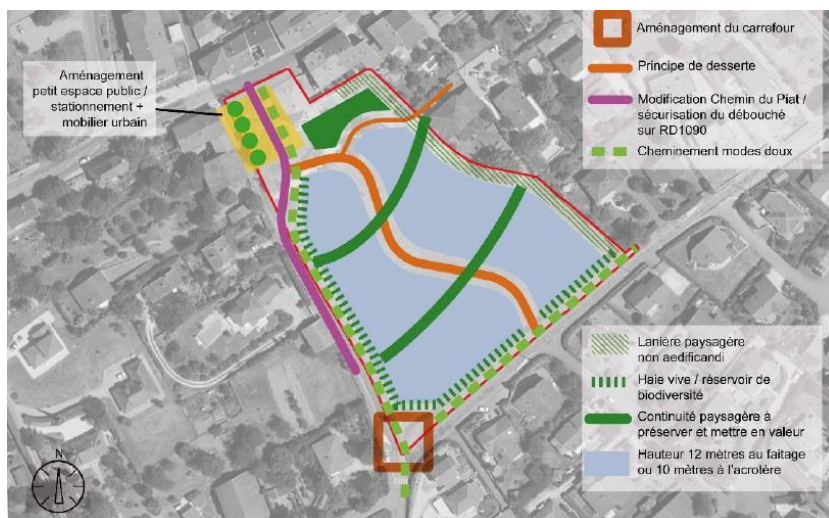 Aménagement
petit espace public /
stationnement +
mobilier urbain
Aménagement du carrefour
Principe de desserte
Modification Chemin du Piat /
sécurisation du débouché
sur RD1090
Cheminement modes doux
Lanière paysagère
non aedificandi
Haie vive / réservoir de
biodiversité
Continuité paysagère à
préserver et mettre en valeur
Hauteur 12 mètres au faitage
ou 10 mètres à l'acrotère
N